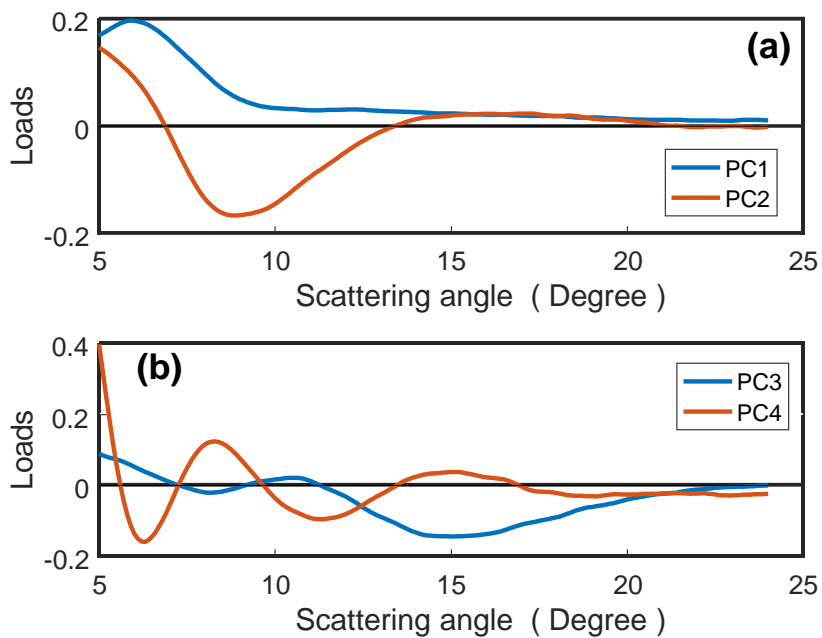 0.2
(a)
Loads
0
PC1
PC2
-0.2
5
10
15
20
25
Scattering angle ( Degree )
0.4
(b)
PC3
PC4
0.2
Loads
0
-0.2
5
10
15
20
25
Scattering angle ( Degree )